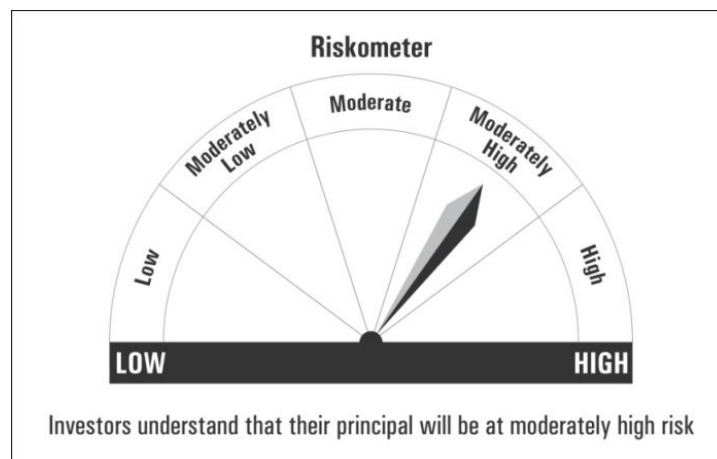 Riskometer
Moderate
Moderately
Low
Moderately
High
Low
High
LOW
HIGH
Investors understand that their principal will be at moderately high risk